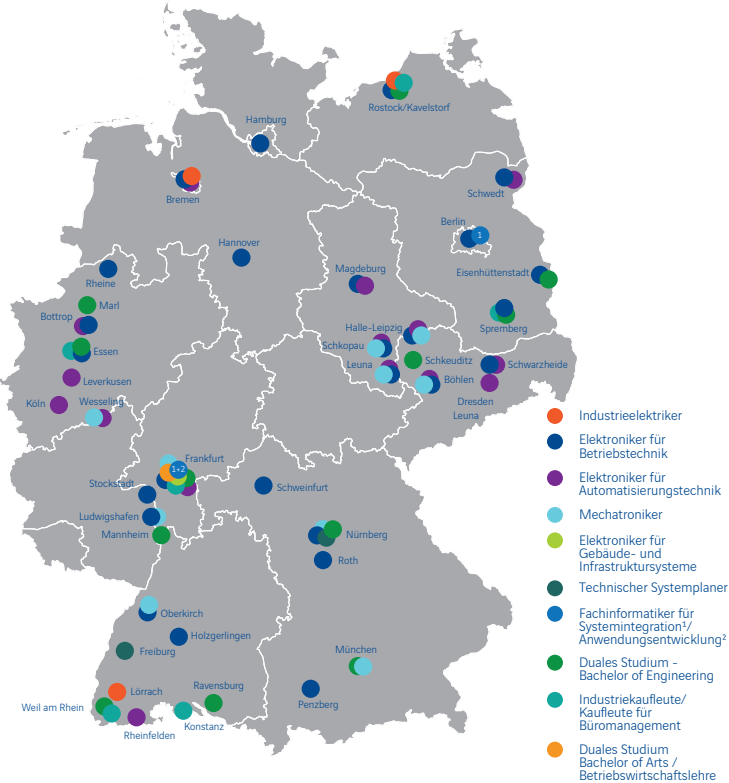 Rostock/Kavelstorf
Hamburg
Bremen
Schwedt
Berlin
1
Hannover
Magdeburg
Eisenhüttenstadt
Rheine
Marl
Bottrop
Spremberg
Halle-Leipzig
Schkopau
Essen
Leuna
Schkeuditz
Schwarzheide
Leverkusen
Böhlen
Köln
Wesseling
Dresden
Leuna
Frankfurt
1+2
Stockstadt
Schweinfurt
Ludwigshafen
Mannheim
Nürnberg
Roth
Oberkirch
Holzgerlingen
Freiburg
München
Lörrach
Ravensburg
Weil am Rhein
Penzberg
Konstanz
Rheinfelden
Industrieelektriker
Elektroniker für
Betriebstechnik
Elektroniker für
Automatisierungstechnik
Mechatroniker
Elektroniker für
Gebäude- und
Infrastruktursysteme
Technischer Systemplaner
Fachinformatiker für
Systemintegration¹/
Anwendungsentwicklung²
Duales Studium -
Bachelor of Engineering
Industriekaufleute/
Kaufleute für
Büromanagement
Duales Studium
Bachelor of Arts /
Betriebswirtschaftslehre